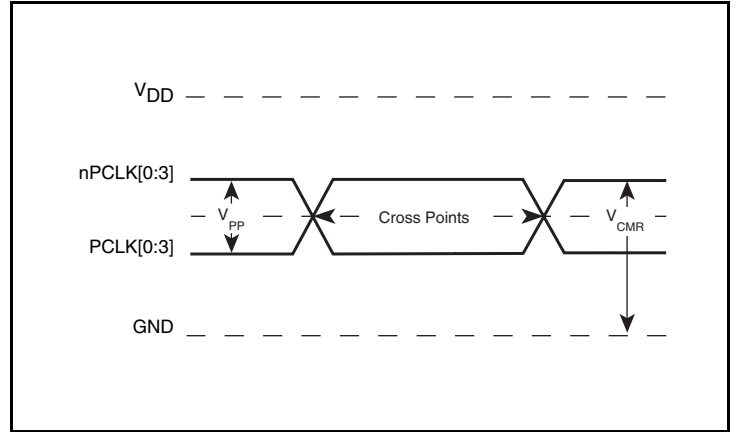 VDD
nPCLK[0:3]
VPP
Cross Points
VCMR
PCLK[0:3]
GND